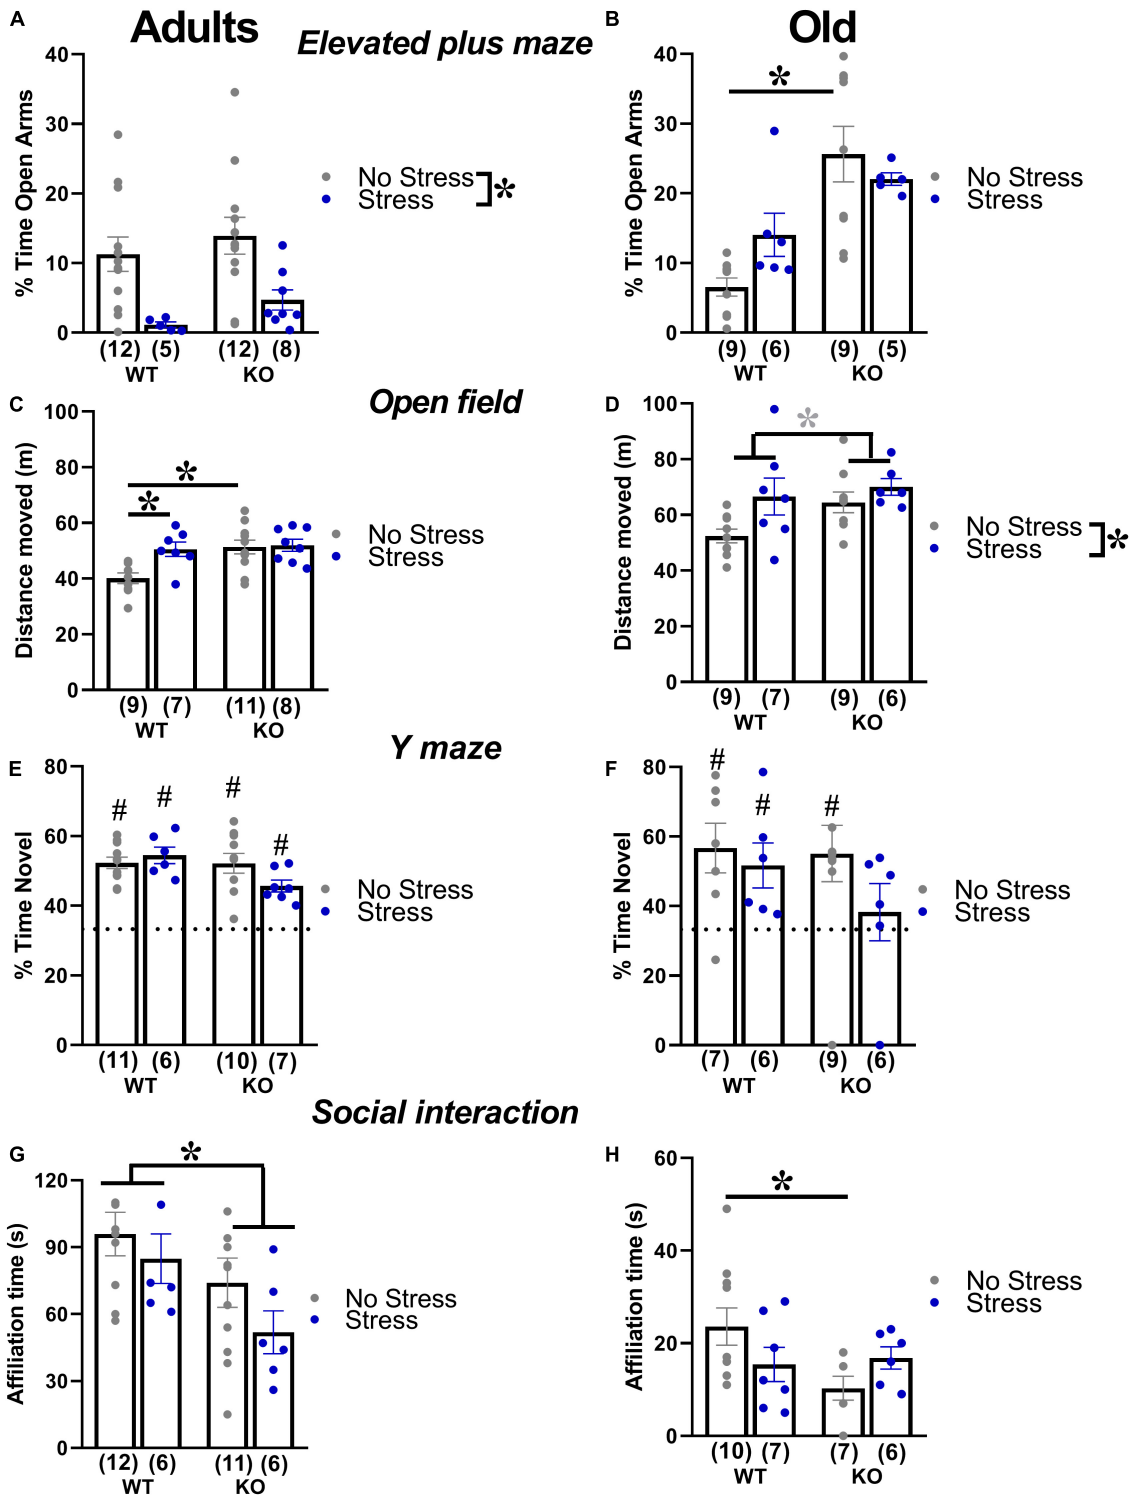 A
Adults
B
Old
Elevated plus maze
% Time Open Arms
40
30
20
10
0
No Stress *
Stress
(12) (5) (12) (8)
WT KO
% Time Open Arms
40
30
20
10
0
*
No Stress
Stress
(9) (6) (9) (5)
WT KO
Open field
C
Distance moved (m)
100
80
60
40
20
0
*
*
No Stress
Stress
(9) (7) (11) (8)
WT KO
D
Distance moved (m)
100
80
60
40
20
0
*
No Stress *
Stress
(9) (7) (9) (6)
WT KO
Y maze
E
% Time Novel
80
60
40
20
0
# # # #
No Stress
Stress
(11) (6) (10) (7)
WT KO
F
% Time Novel
80
60
40
20
0
# # #
No Stress
Stress
(7) (6) (9) (6)
WT KO
Social interaction
G
Affiliation time (s)
120
90
60
30
0
*
No Stress
Stress
(12) (6) (11) (6)
WT KO
H
Affiliation time (s)
60
40
20
0
*
No Stress
Stress
(10) (7) (7) (6)
WT KO